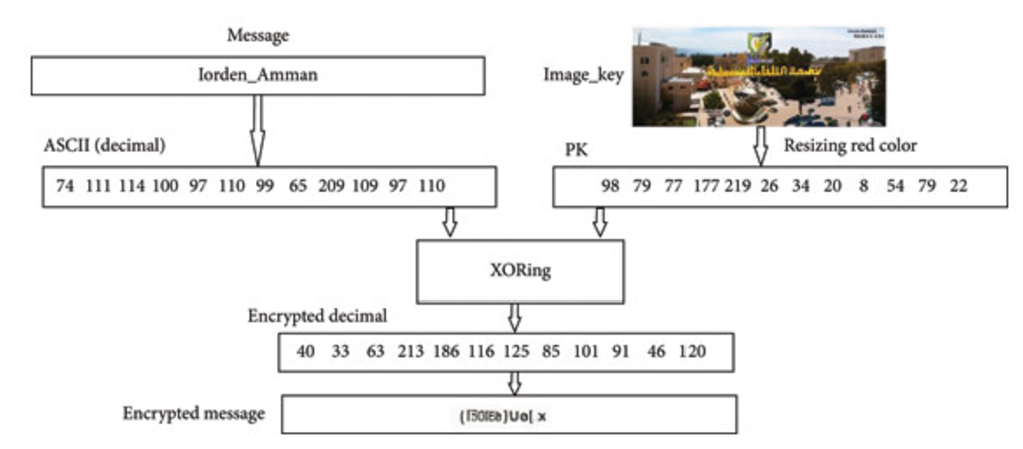 Message
Iorden_Amman
Image_key
ASCII (decimal)
PK
Resizing red color
74 111 114 100 97 110 99 65 209 109 97 110
98 79 77 177 219 26 34 20 8 54 79 22
XORing
Encrypted decimal
40 33 63 213 186 116 125 85 101 91 46 120
Encrypted message